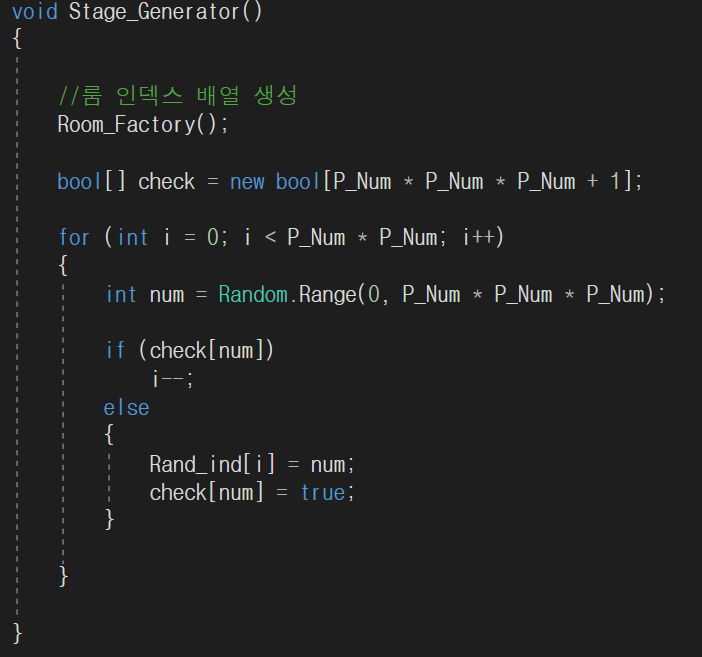 void Stage_Generator()
{
//룸 인덱스 배열 생성
Room_Factory();
bool[] check = new bool[P_Num * P_Num * P_Num + 1];
for (int i = 0; i < P_Num * P_Num; i++)
{
int num = Random.Range(0, P_Num * P_Num * P_Num);
if (check[num])
i--;
else
{
Rand_ind[i] = num;
check[num] = true;
}
}
}